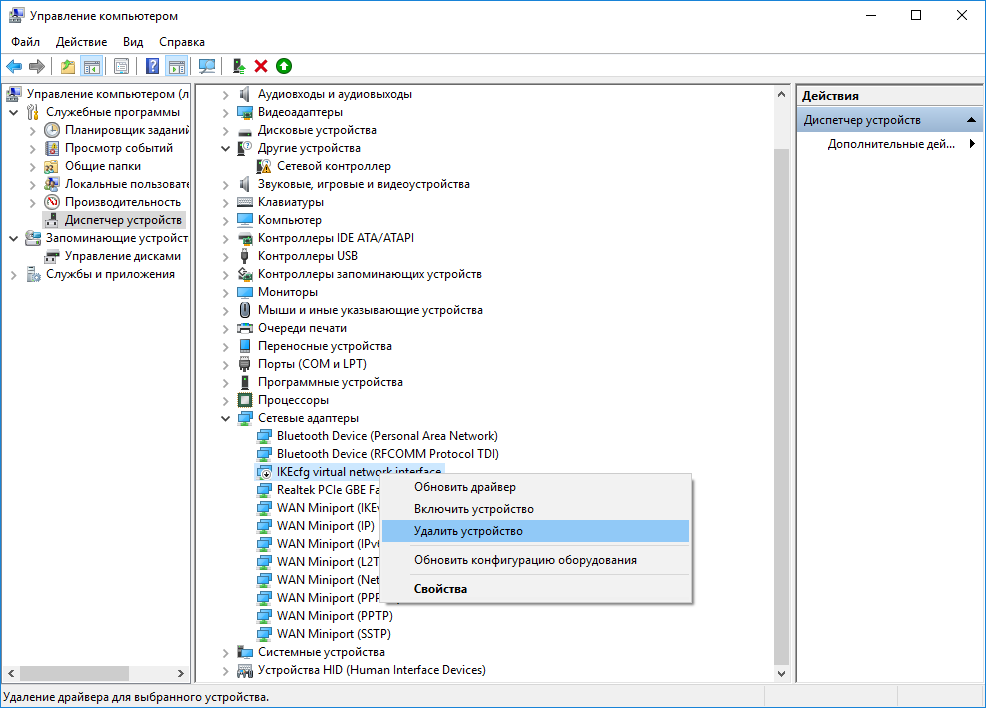 Управление компьютером
Файл Действие Вид Справка
Управление компьютером (л
Служебные программы
Планировщик заданий
Просмотр событий
Общие папки
Локальные пользовате
Производительность
Диспетчер устройств
Запоминающие устройст
Управление дисками
Службы и приложения
Аудиовходы и аудиовыходы
Видеоадаптеры
Дисковые устройства
Другие устройства
Сетевой контроллер
Звуковые, игровые и видеоустройства
Клавиатуры
Компьютер
Контроллеры IDE ATA/ATAPI
Контроллеры USB
Контроллеры запоминающих устройств
Мониторы
Мыши и иные указывающие устройства
Очереди печати
Переносные устройства
Порты (COM и LPT)
Программные устройства
Процессоры
Сетевые адаптеры
Bluetooth Device (Personal Area Network)
Bluetooth Device (RFCOMM Protocol TDI)
IKEcfg virtual network interface
Realtek PCIe GBE Fa
WAN Miniport (IKEv
WAN Miniport (IP)
WAN Miniport (IPv
WAN Miniport (L2T
WAN Miniport (Net
WAN Miniport (PPP
WAN Miniport (PPTP)
WAN Miniport (SSTP)
Системные устройства
Устройства HID (Human Interface Devices)
Обновить драйвер
Включить устройство
Удалить устройство
Обновить конфигурацию оборудования
Свойства
Действия
Диспетчер устройств
Дополнительные дей...
Удаление драйвера для выбранного устройства.